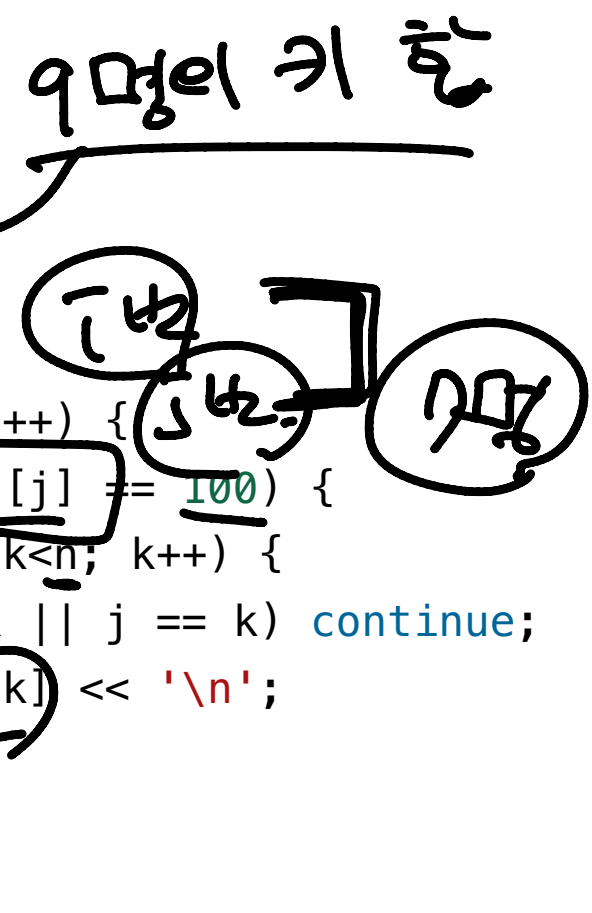 9명의 키 합
i번
j번
7명
++) {
[j] == 100) {
k<n; k++) {
|| j == k) continue;
k] << '\n';